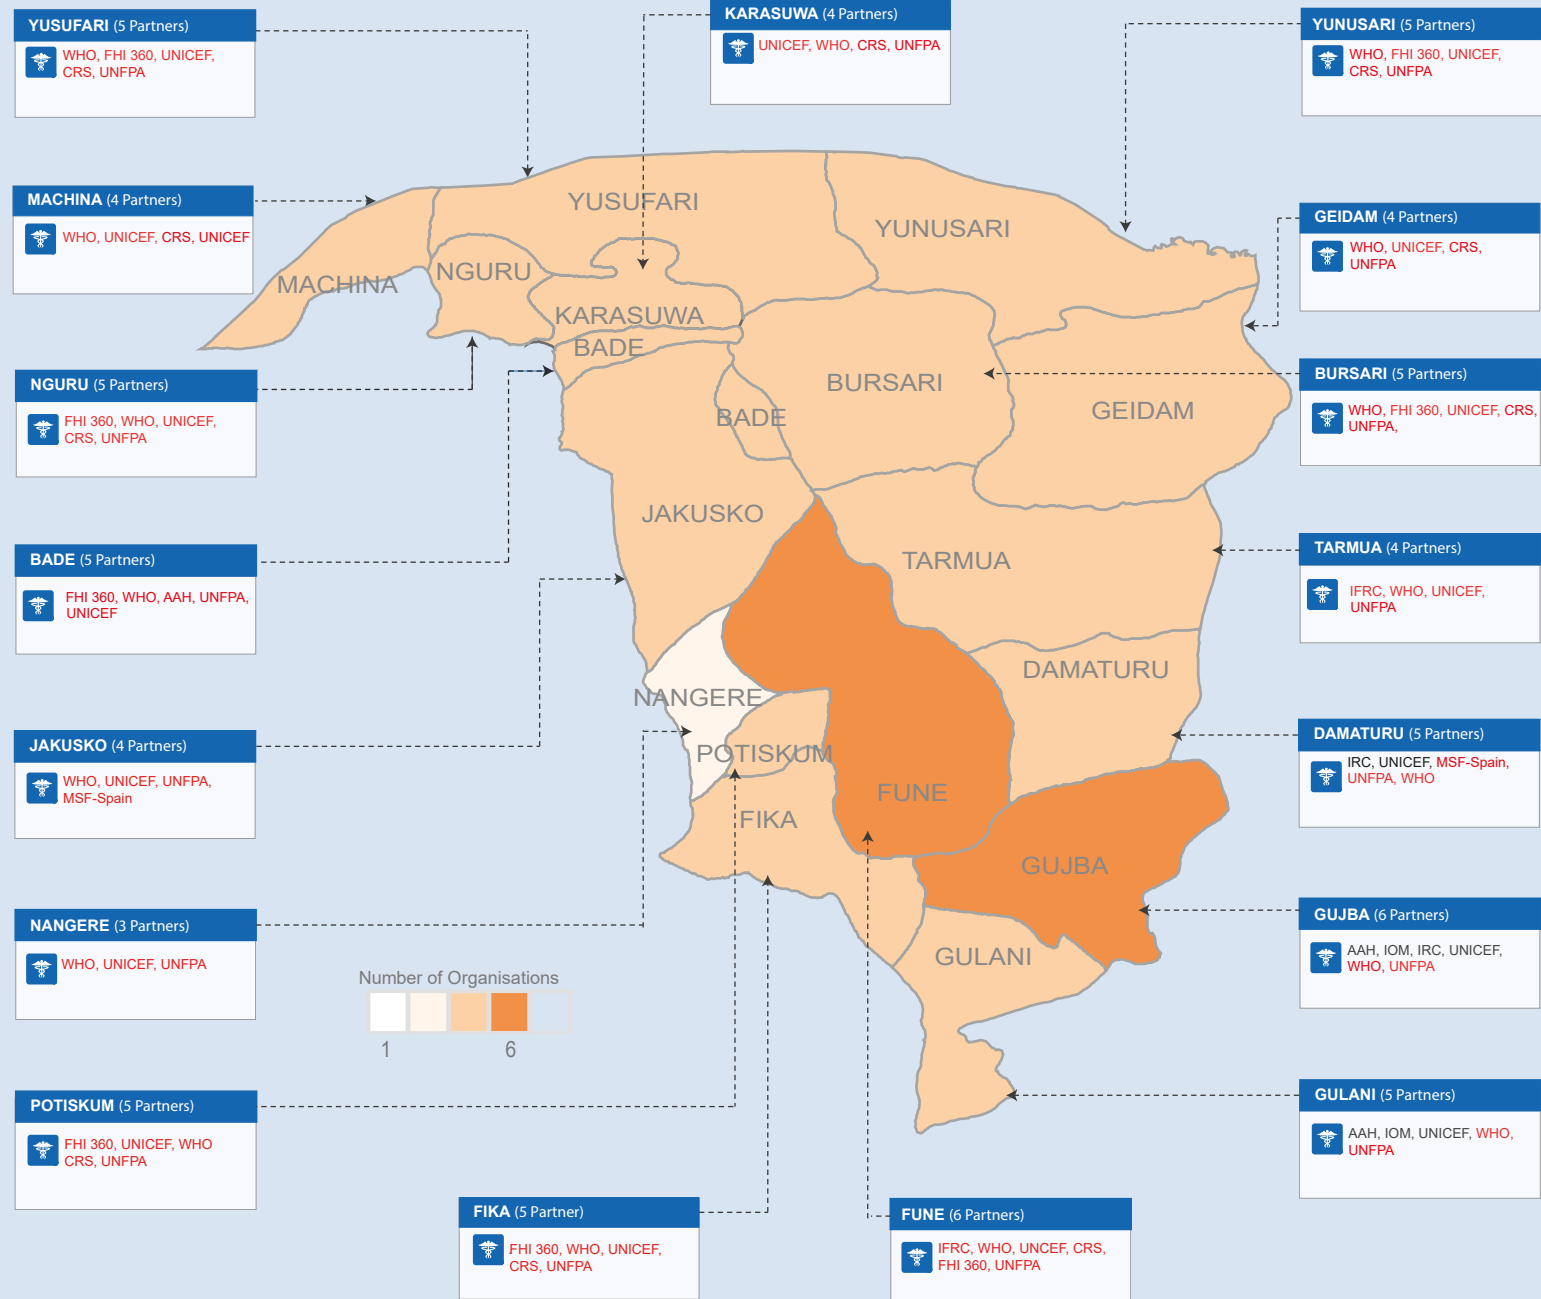 YUSUFARI (5 Partners)
WHO, FHI 360, UNICEF,
CRS, UNFPA
KARASUWA (4 Partners)
UNICEF, WHO, CRS, UNFPA
YUNUSARI (5 Partners)
WHO, FHI 360, UNICEF,
CRS, UNFPA
MACHINA (4 Partners)
WHO, UNICEF, CRS, UNICEF
GEIDAM (4 Partners)
WHO, UNICEF, CRS,
UNFPA
NGURU (5 Partners)
FHI 360, WHO, UNICEF,
CRS, UNFPA
BURSARI (5 Partners)
WHO, FHI 360, UNICEF, CRS,
UNFPA,
BADE (5 Partners)
FHI 360, WHO, AAH, UNFPA,
UNICEF
TARMUA (4 Partners)
IFRC, WHO, UNICEF,
UNFPA
JAKUSKO (4 Partners)
WHO, UNICEF, UNFPA,
MSF-Spain
DAMATURU (5 Partners)
IRC, UNICEF, MSF-Spain,
UNFPA, WHO
NANGERE (3 Partners)
WHO, UNICEF, UNFPA
GUJBA (6 Partners)
AAH, IOM, IRC, UNICEF,
WHO, UNFPA
POTISKUM (5 Partners)
FHI 360, UNICEF, WHO
CRS, UNFPA
GULANI (5 Partners)
AAH, IOM, UNICEF, WHO,
UNFPA
FIKA (5 Partner)
FHI 360, WHO, UNICEF,
CRS, UNFPA
FUNE (6 Partners)
IFRC, WHO, UNCEF, CRS,
FHI 360, UNFPA
YUSUFARI
YUNUSARI
NGURU
MACHINA
KARASUWA
BADE
BURSARI
BADE
GEIDAM
JAKUSKO
TARMUA
DAMATURU
NANGERE
POTISKUM
FUNE
FIKA
GUJBA
GULANI
Number of Organisations
1
6